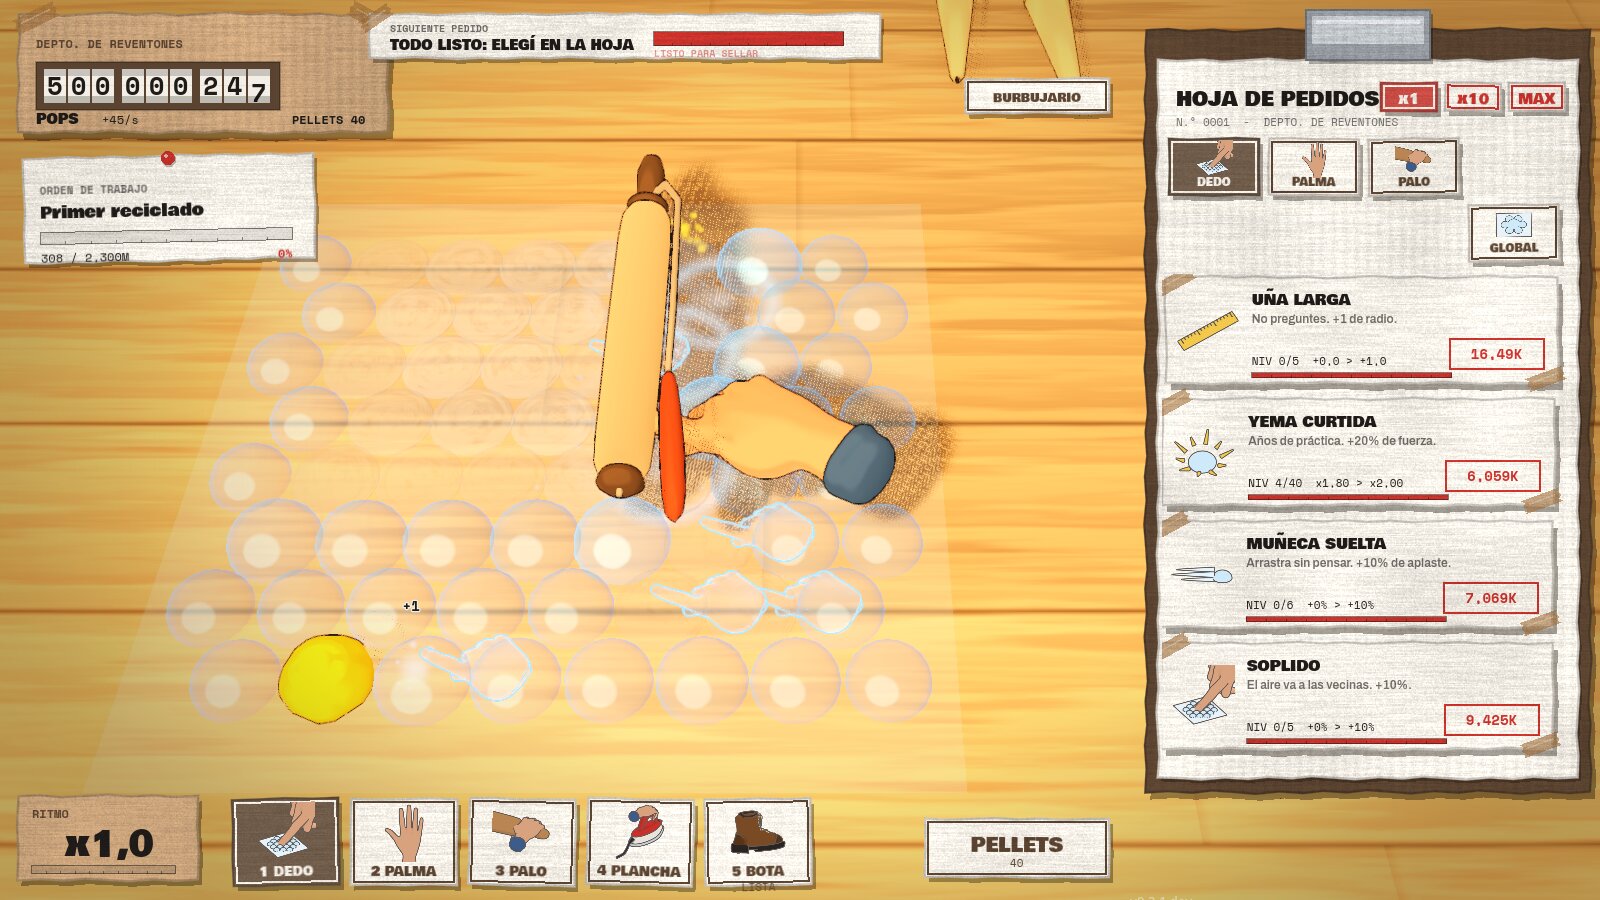 DEPTO. DE REVENTONES
500 000 247
POPS +45/s PELLETS 40
SIGUIENTE PEDIDO
TODO LISTO: ELEGÍ EN LA HOJA
LISTO PARA SELLAR
BURBUJARIO
ORDEN DE TRABAJO
Primer reciclado
308 / 2,300M 0%
HOJA DE PEDIDOS x1 x10 MAX
N.° 0001 - DEPTO. DE REVENTONES
DEDO PALMA PALO
GLOBAL
UÑA LARGA
No preguntes. +1 de radio.
NIV 0/5 +0,0 > +1,0 16,49K
YEMA CURTIDA
Años de práctica. +20% de fuerza.
NIV 4/40 x1,80 > x2,00 6,059K
MUÑECA SUELTA
Arrastra sin pensar. +10% de aplaste.
NIV 0/6 +0% > +10% 7,069K
SOPLIDO
El aire va a las vecinas. +10%.
NIV 0/5 +0% > +10% 9,425K
+1
RITMO
x1,0
1 DEDO 2 PALMA 3 PALO 4 PLANCHA 5 BOTA
LISTA
PELLETS
40